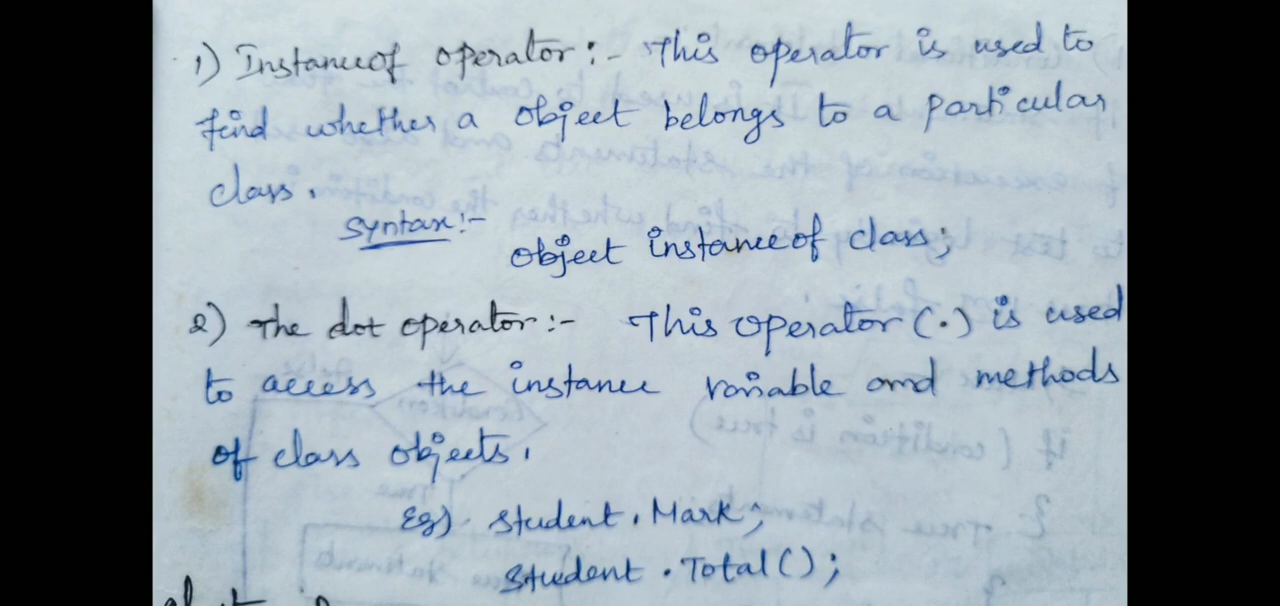 1) Instanceof operator :- This operator is used to
find whether a object belongs to a particular
class.
Syntax :-
object instanceof class;
2) The dot operator :- This operator (.) is used
to access the instance variable and methods
of class objects.
Eg) student.Mark;
Student.Total();